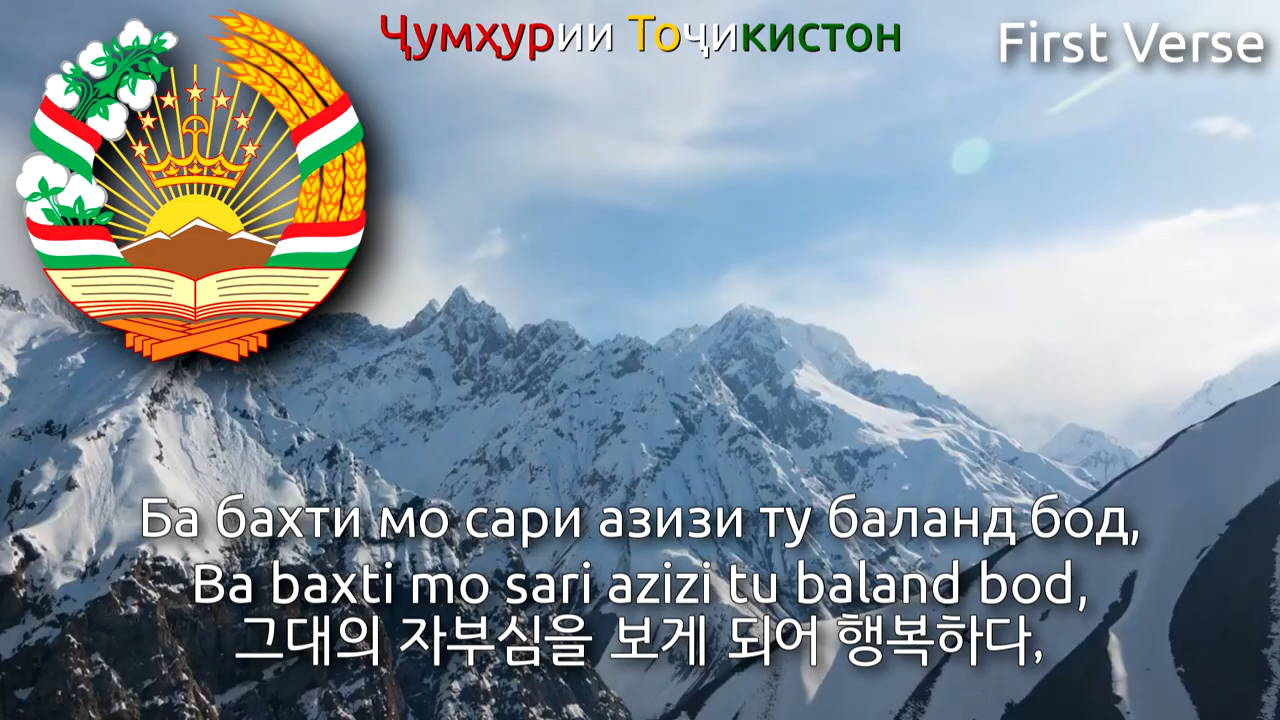 Ҷумҳурии Тоҷикистон
First Verse
Ба бахти мо сари азизи ту баланд бод,
Ba baxti mo sari azizi tu baland bod,
그대의 자부심을 보게 되어 행복하다,